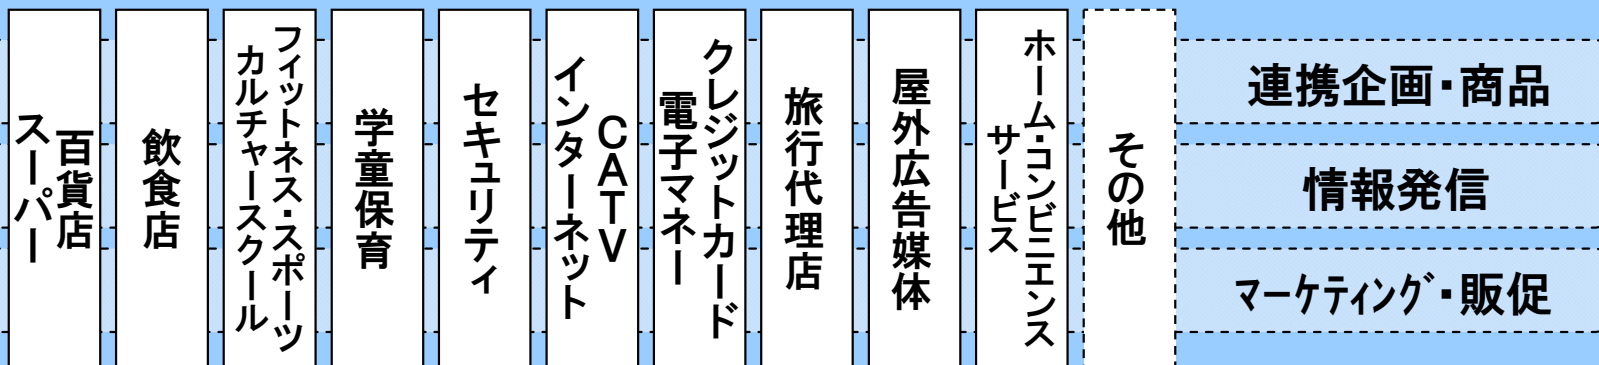 百貨店
スーパー
飲食店
フィットネス・スポーツ
カルチャースクール
学童保育
セキュリティ
CATV
インターネット
クレジットカード
電子マネー
旅行代理店
屋外広告媒体
ホーム・コンビニエンス
サービス
その他
連携企画・商品
情報発信
マーケティング・販促